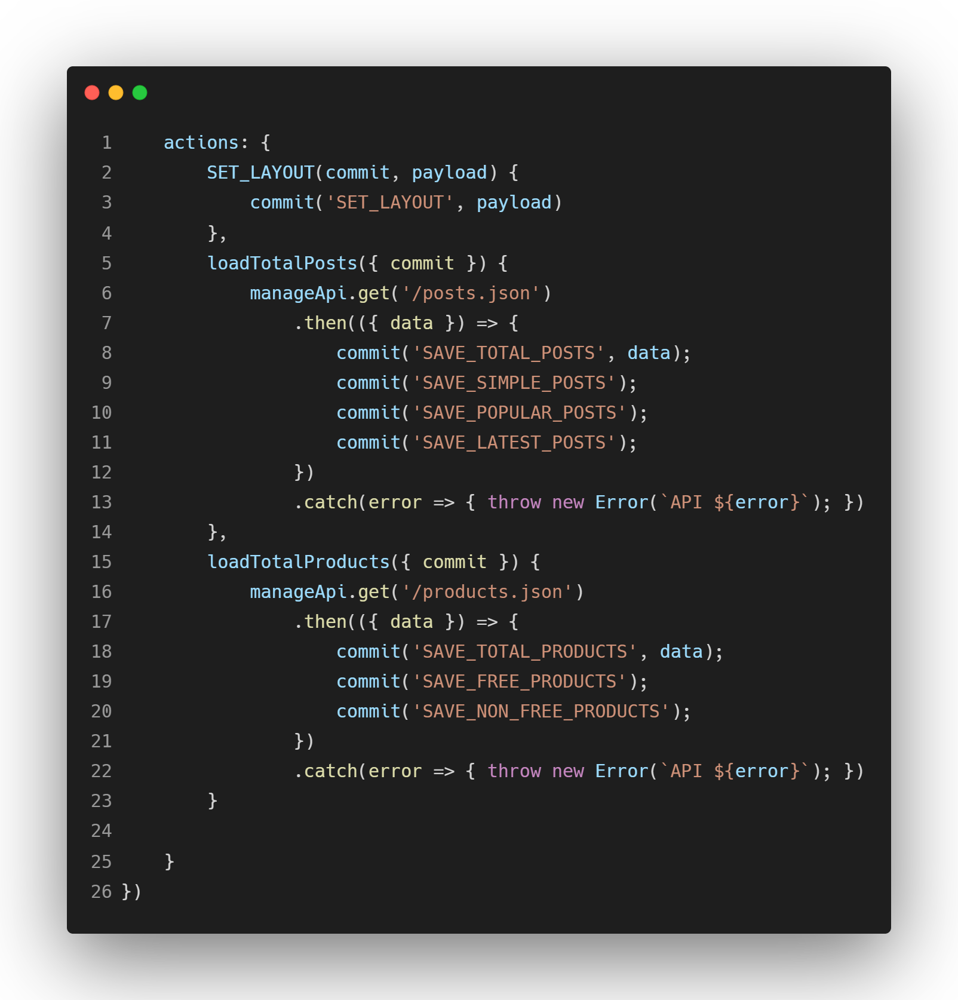 1    actions: {
2        SET_LAYOUT(commit, payload) {
3            commit('SET_LAYOUT', payload)
4        },
5        loadTotalPosts({ commit }) {
6            manageApi.get('/posts.json')
7                .then(({ data }) => {
8                    commit('SAVE_TOTAL_POSTS', data);
9                    commit('SAVE_SIMPLE_POSTS');
10                    commit('SAVE_POPULAR_POSTS');
11                    commit('SAVE_LATEST_POSTS');
12                })
13                .catch(error => { throw new Error(`API ${error}`); })
14        },
15        loadTotalProducts({ commit }) {
16            manageApi.get('/products.json')
17                .then(({ data }) => {
18                    commit('SAVE_TOTAL_PRODUCTS', data);
19                    commit('SAVE_FREE_PRODUCTS');
20                    commit('SAVE_NON_FREE_PRODUCTS');
21                })
22                .catch(error => { throw new Error(`API ${error}`); })
23        }
24
25    }
26 })